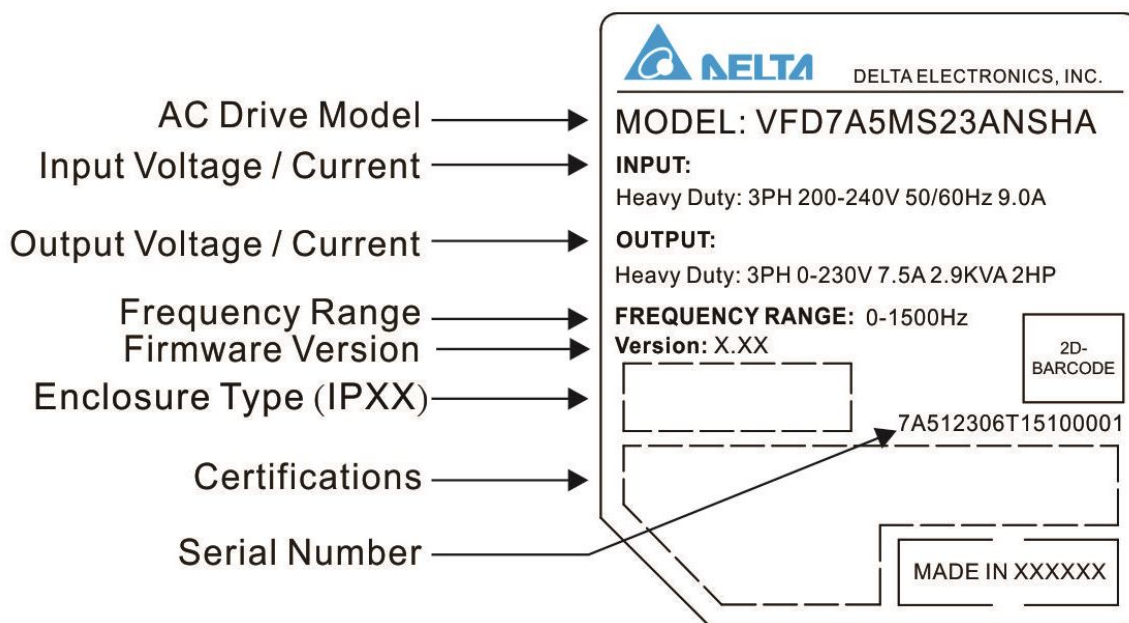 AC Drive Model
Input Voltage / Current
Output Voltage / Current
Frequency Range
Firmware Version
Enclosure Type (IPXX)
Certifications
Serial Number
DELTA
DELTA ELECTRONICS, INC.
MODEL: VFD7A5MS23ANSHA
INPUT:
Heavy Duty: 3PH 200-240V 50/60Hz 9.0A
OUTPUT:
Heavy Duty: 3PH 0-230V 7.5A 2.9KVA 2HP
FREQUENCY RANGE: 0-1500Hz
Version: X.XX
2D-
BARCODE
7A512306T15100001
MADE IN XXXXXX